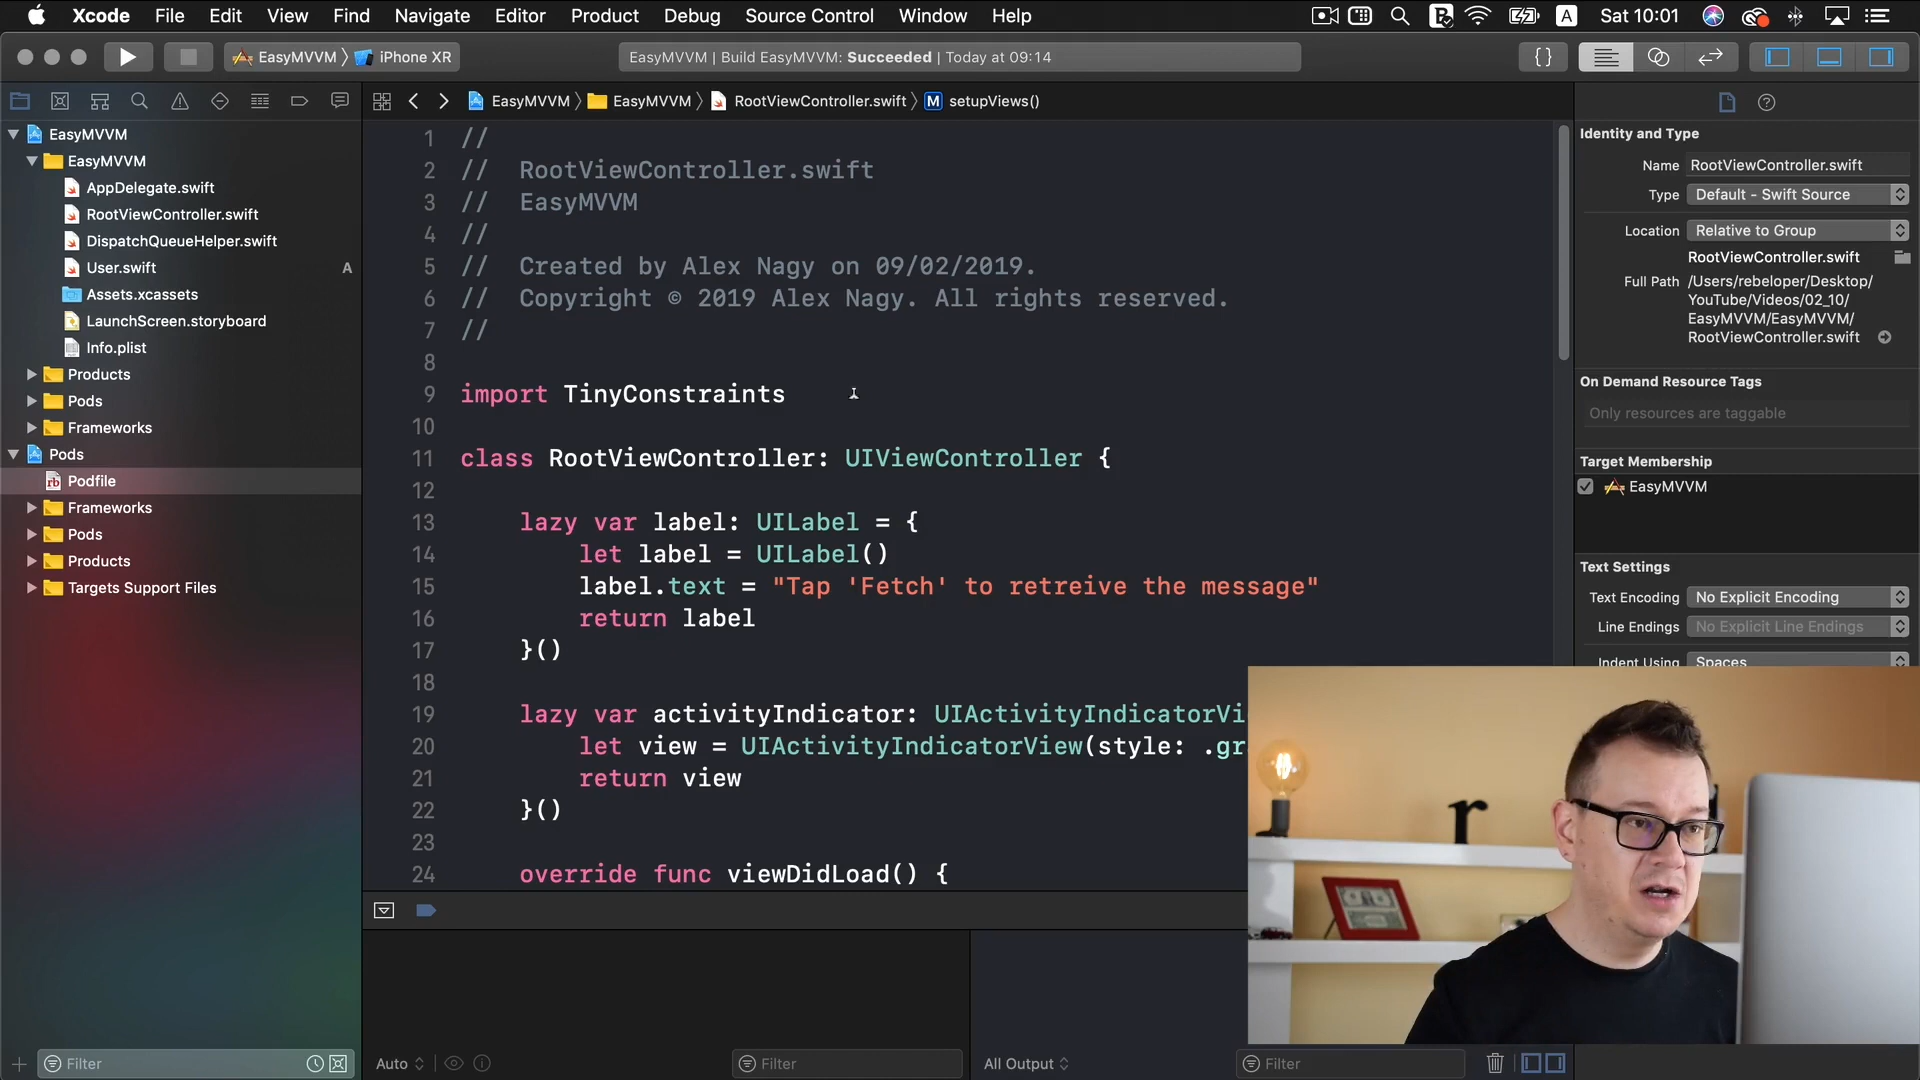 Xcode File Edit View Find Navigate Editor Product Debug Source Control Window Help A Sat 10:01
EasyMVVM iPhone XR
EasyMVVM | Build EasyMVVM: Succeeded | Today at 09:14
{}
EasyMVVM EasyMVVM RootViewController.swift M setupViews()
EasyMVVM
EasyMVVM
AppDelegate.swift
RootViewController.swift
DispatchQueueHelper.swift
User.swift A
Assets.xcassets
LaunchScreen.storyboard
Info.plist
Products
Pods
Frameworks
Pods
rb Podfile
Frameworks
Pods
Products
Targets Support Files
Filter
1 //
2 // RootViewController.swift
3 // EasyMVVM
4 //
5 // Created by Alex Nagy on 09/02/2019.
6 // Copyright © 2019 Alex Nagy. All rights reserved.
7 //
8
9 import TinyConstraints
10
11 class RootViewController: UIViewController {
12
13 lazy var label: UILabel = {
14 let label = UILabel()
15 label.text = "Tap 'Fetch' to retreive the message"
16 return label
17 }()
18
19 lazy var activityIndicator: UIActivityIndicatorVi
20 let view = UIActivityIndicatorView(style: .gr
21 return view
22 }()
23
24 override func viewDidLoad() {
Auto
Filter
All Output
Filter
Identity and Type
Name RootViewController.swift
Type Default - Swift Source
Location Relative to Group
RootViewController.swift
Full Path /Users/rebeloper/Desktop/
YouTube/Videos/02_10/
EasyMVVM/EasyMVVM/
RootViewController.swift
On Demand Resource Tags
Only resources are taggable
Target Membership
EasyMVVM
Text Settings
Text Encoding No Explicit Encoding
Line Endings No Explicit Line Endings
Indent Using Spaces
r